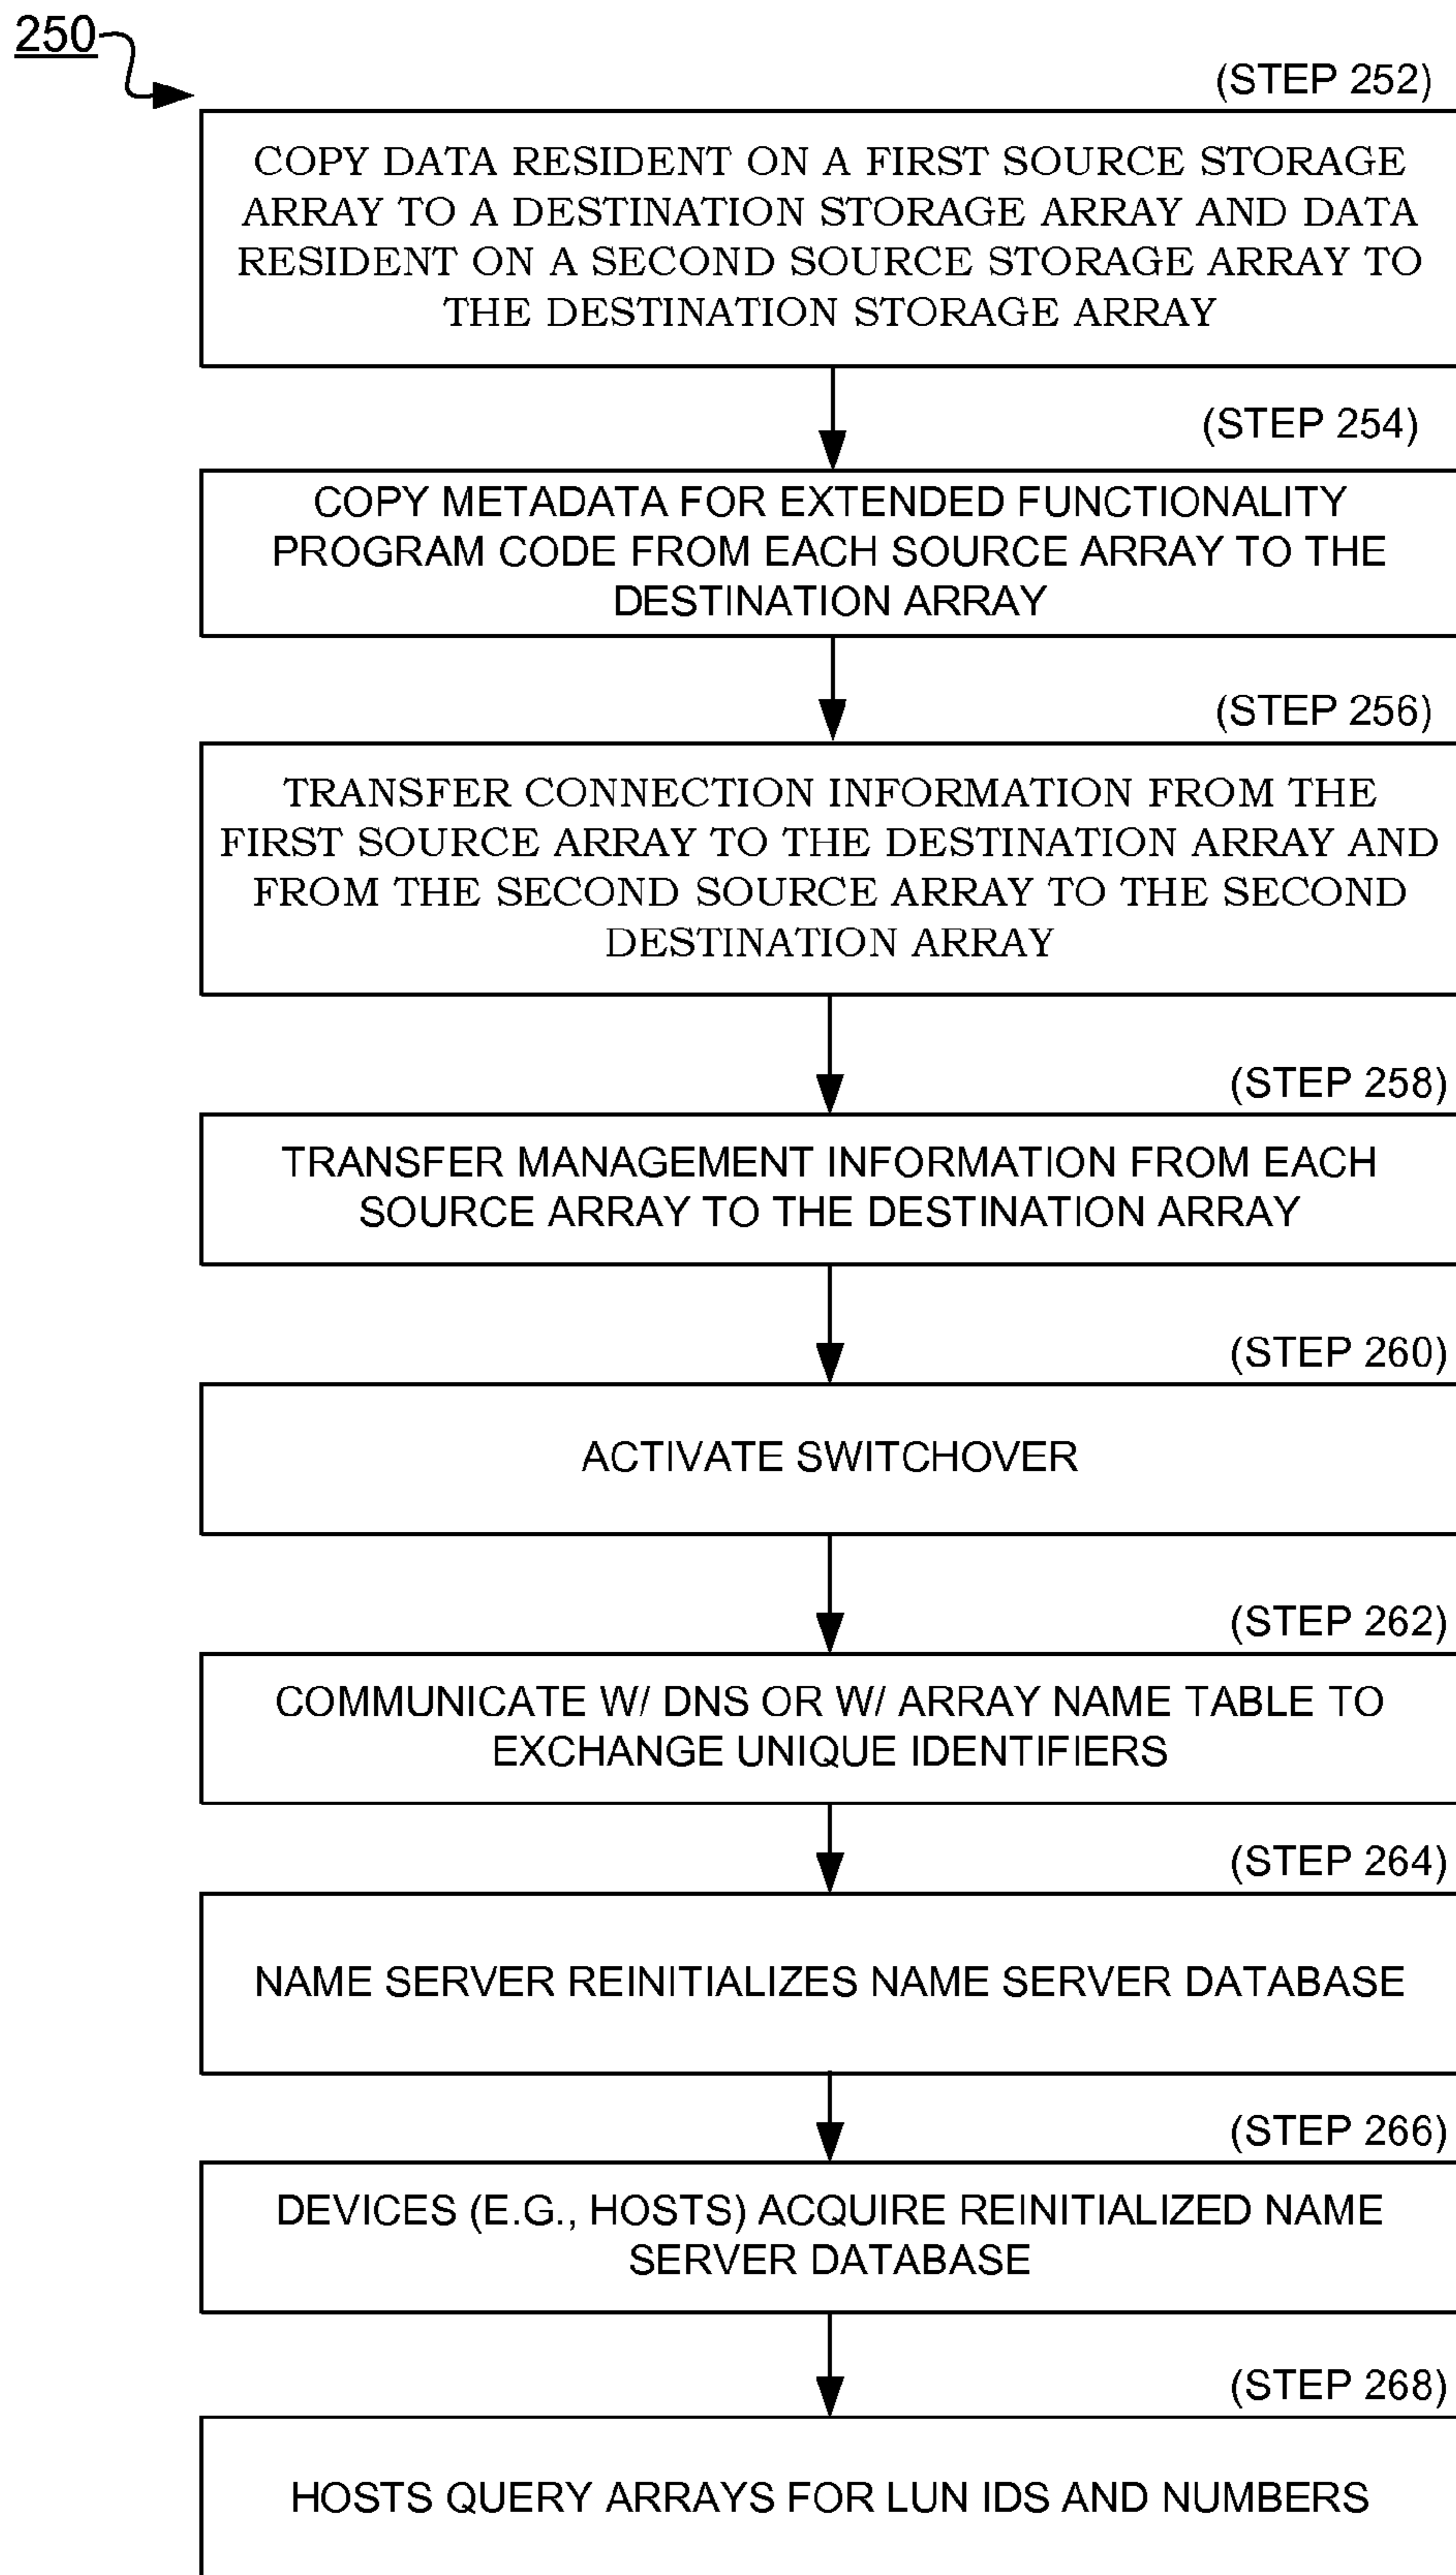 250
(STEP 252)
COPY DATA RESIDENT ON A FIRST SOURCE STORAGE
ARRAY TO A DESTINATION STORAGE ARRAY AND DATA
RESIDENT ON A SECOND SOURCE STORAGE ARRAY TO
THE DESTINATION STORAGE ARRAY
(STEP 254)
COPY METADATA FOR EXTENDED FUNCTIONALITY
PROGRAM CODE FROM EACH SOURCE ARRAY TO THE
DESTINATION ARRAY
(STEP 256)
TRANSFER CONNECTION INFORMATION FROM THE
FIRST SOURCE ARRAY TO THE DESTINATION ARRAY AND
FROM THE SECOND SOURCE ARRAY TO THE SECOND
DESTINATION ARRAY
(STEP 258)
TRANSFER MANAGEMENT INFORMATION FROM EACH
SOURCE ARRAY TO THE DESTINATION ARRAY
(STEP 260)
ACTIVATE SWITCHOVER
(STEP 262)
COMMUNICATE W/ DNS OR W/ ARRAY NAME TABLE TO
EXCHANGE UNIQUE IDENTIFIERS
(STEP 264)
NAME SERVER REINITIALIZES NAME SERVER DATABASE
(STEP 266)
DEVICES (E.G., HOSTS) ACQUIRE REINITIALIZED NAME
SERVER DATABASE
(STEP 268)
HOSTS QUERY ARRAYS FOR LUN IDS AND NUMBERS